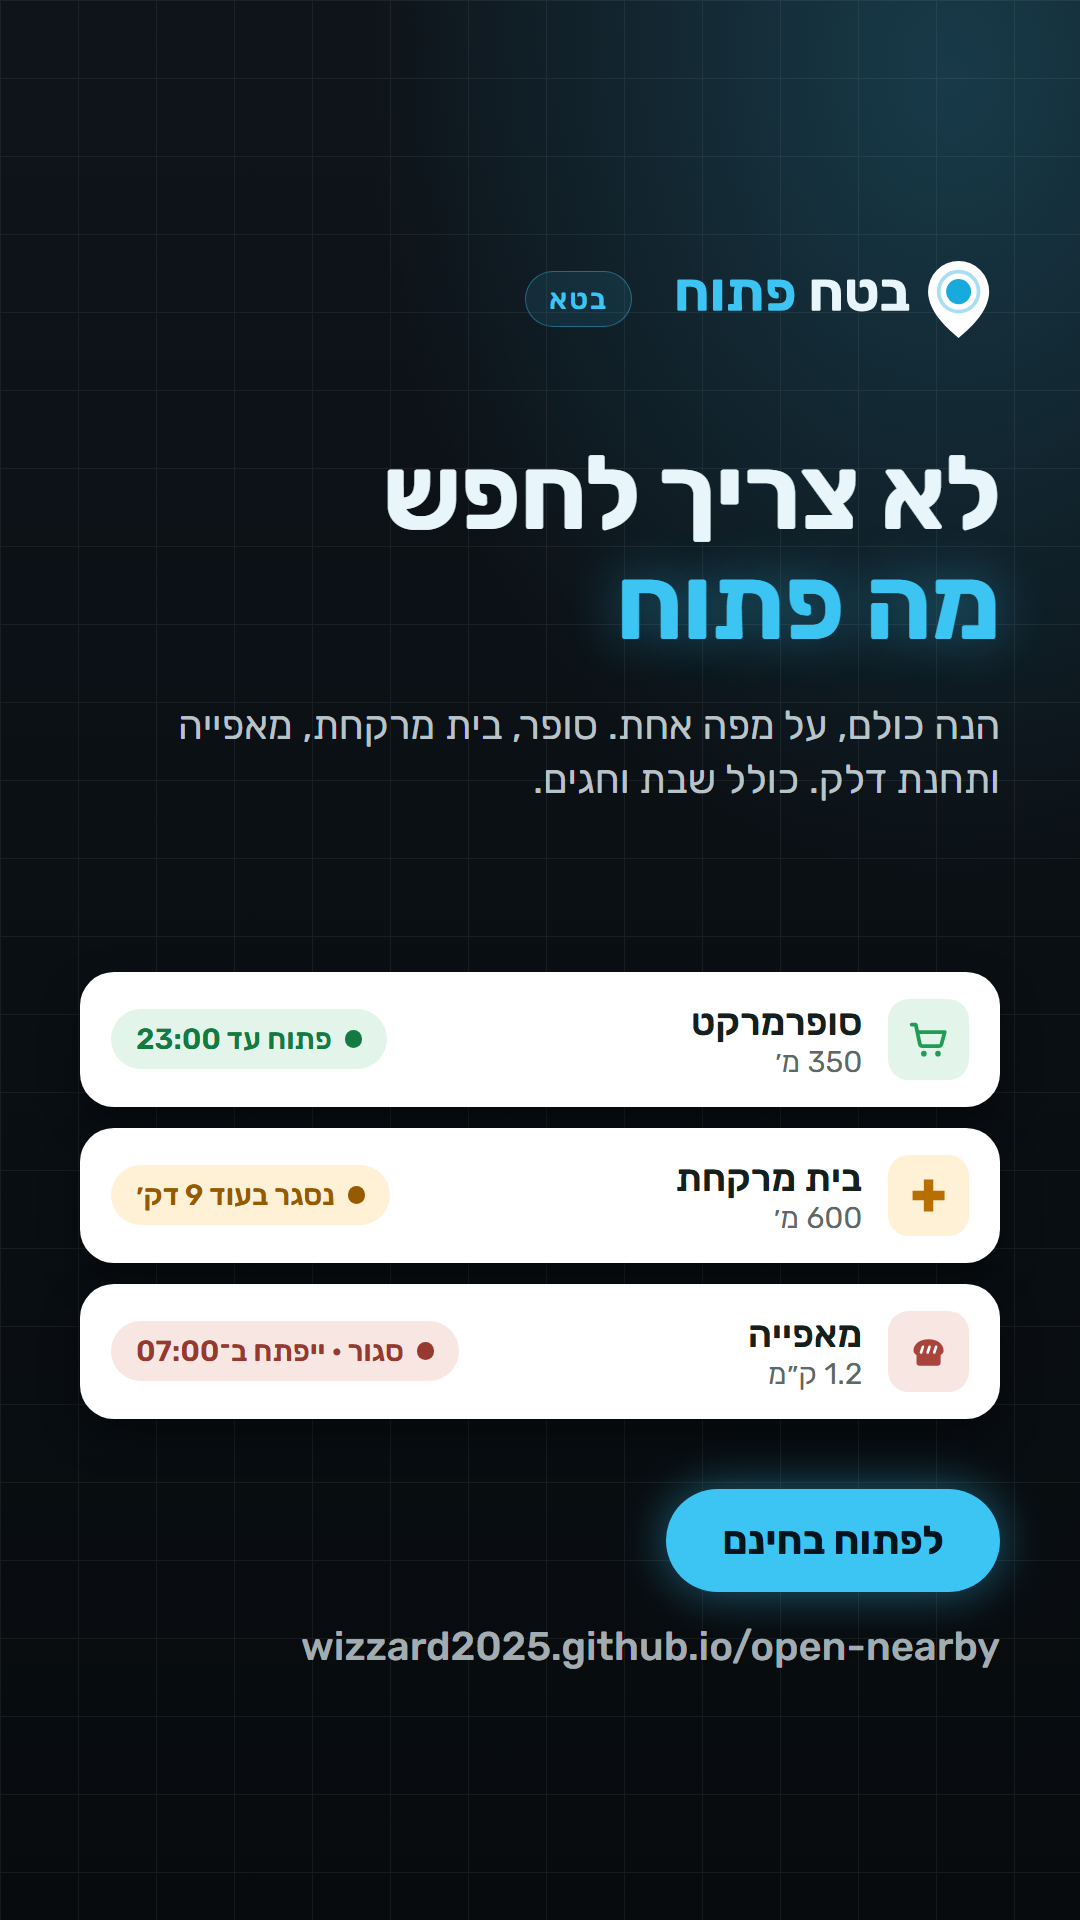 בטח פתוח
בטא
לא צריך לחפש
מה פתוח
הנה כולם, על מפה אחת. סופר, בית מרקחת, מאפייה
ותחנת דלק. כולל שבת וחגים.
סופרמרקט
350 מ׳
פתוח עד 23:00
בית מרקחת
600 מ׳
נסגר בעוד 9 דק׳
מאפייה
1.2 ק״מ
סגור • ייפתח ב־07:00
לפתוח בחינם
wizzard2025.github.io/open-nearby